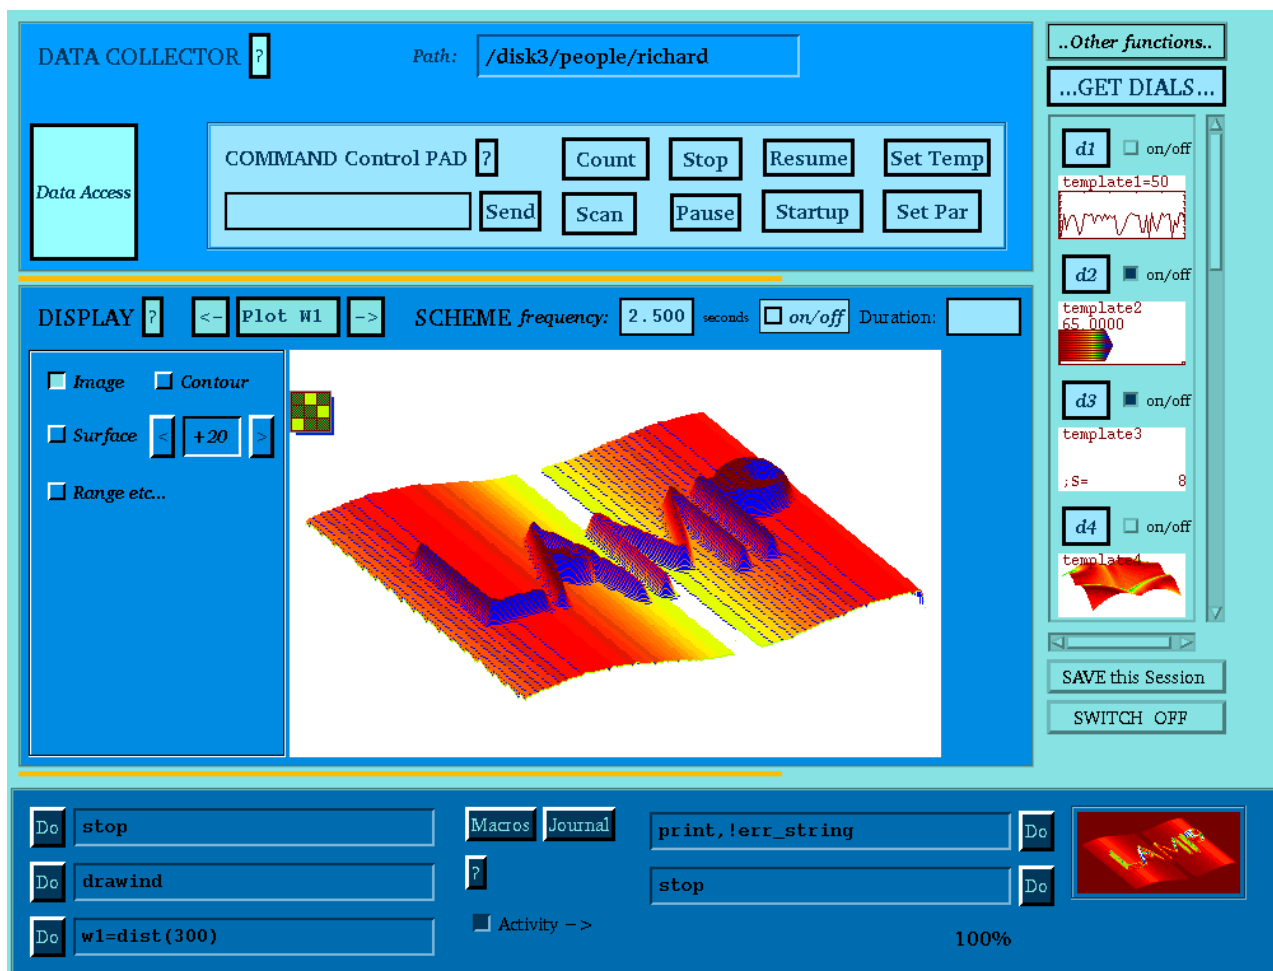 DATA COLLECTOR ? Path: /disk3/people/richard
Data Access
COMMAND Control PAD ? Count Stop Resume Set Temp
Send Scan Pause Startup Set Par
DISPLAY ? <- Plot W1 -> SCHEME frequency: 2.500 seconds on/off Duration:
Image Contour
Surface < +20 >
Range etc...
LAMP
..Other functions..
...GET DIALS...
d1 on/off
template1=50
d2 on/off
template2
65.0000
d3 on/off
template3
;S= 8
d4 on/off
template4
SAVE this Session
SWITCH OFF
Do stop
Do drawind
Do w1=dist(300)
Macros Journal
?
Activity ->
print,!err_string Do
stop Do
100%
LAMP